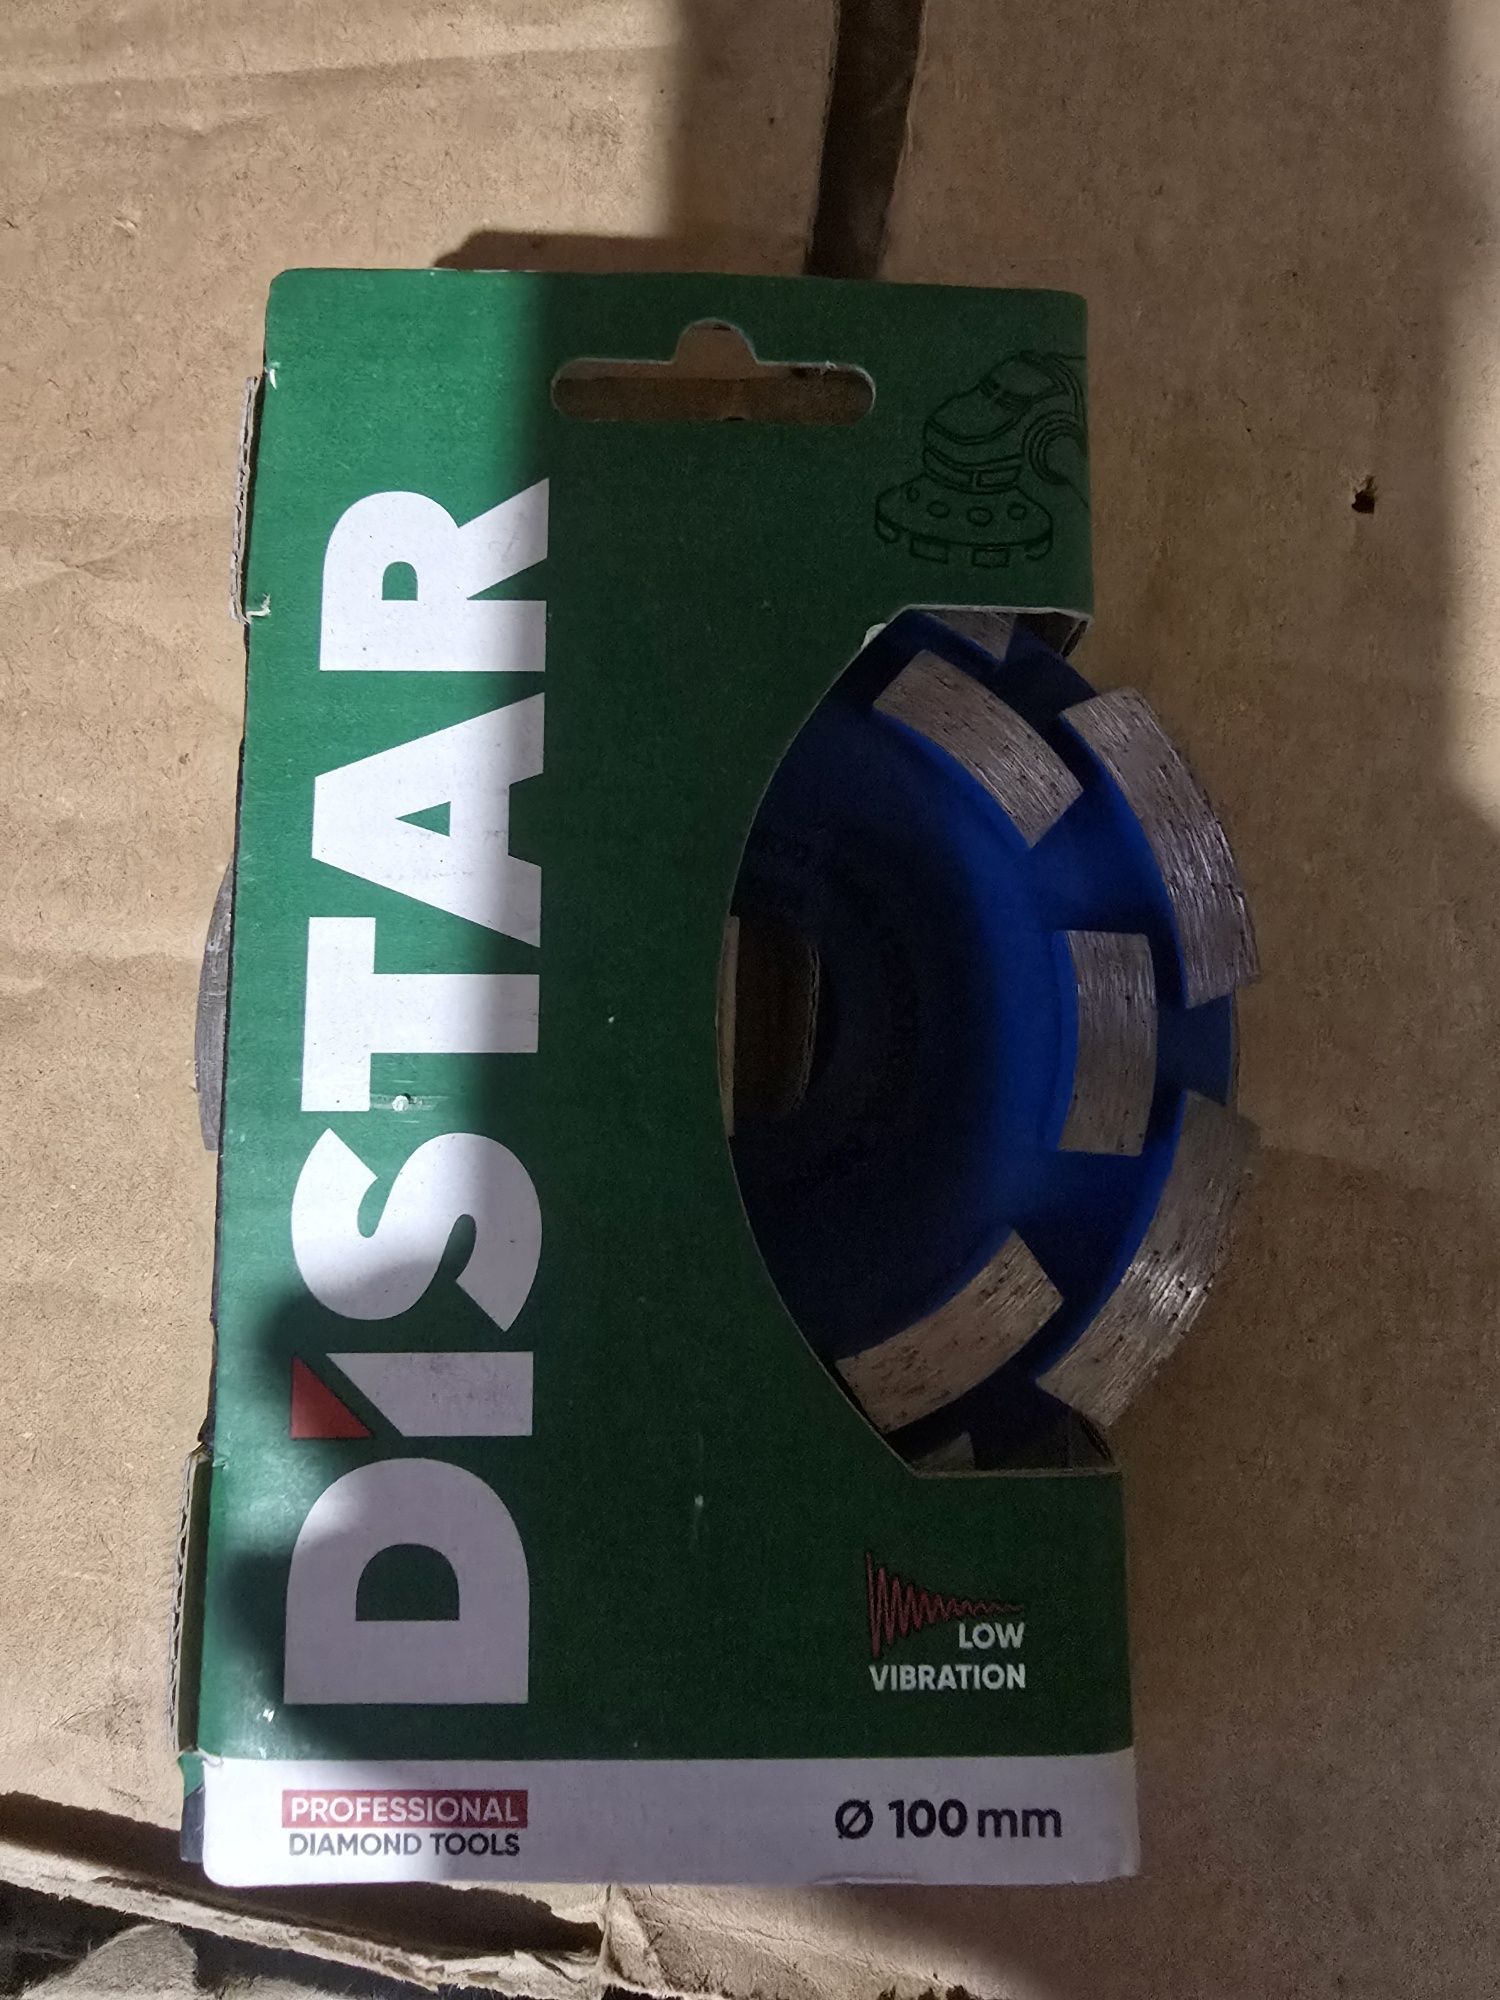 DiSTAR
LOW
VIBRATION
PROFESSIONAL
DIAMOND TOOLS
Ø 100 mm